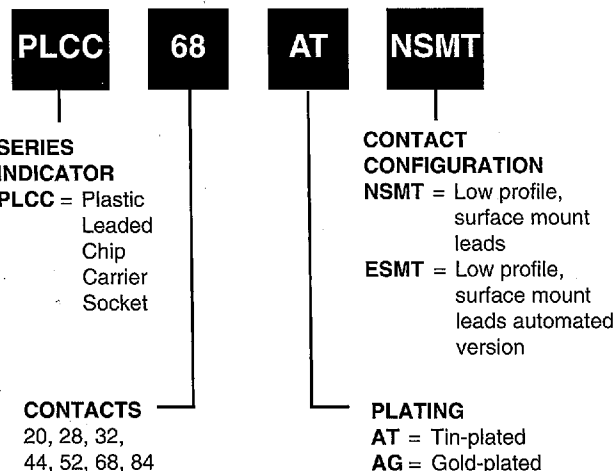 PLCC 68 AT NSMT
SERIES
INDICATOR
PLCC = Plastic
Leaded
Chip
Carrier
Socket
CONTACT
CONFIGURATION
NSMT = Low profile,
surface mount
leads
ESMT = Low profile,
surface mount
leads automated
version
CONTACTS
20, 28, 32,
44, 52, 68, 84
PLATING
AT = Tin-plated
AG = Gold-plated